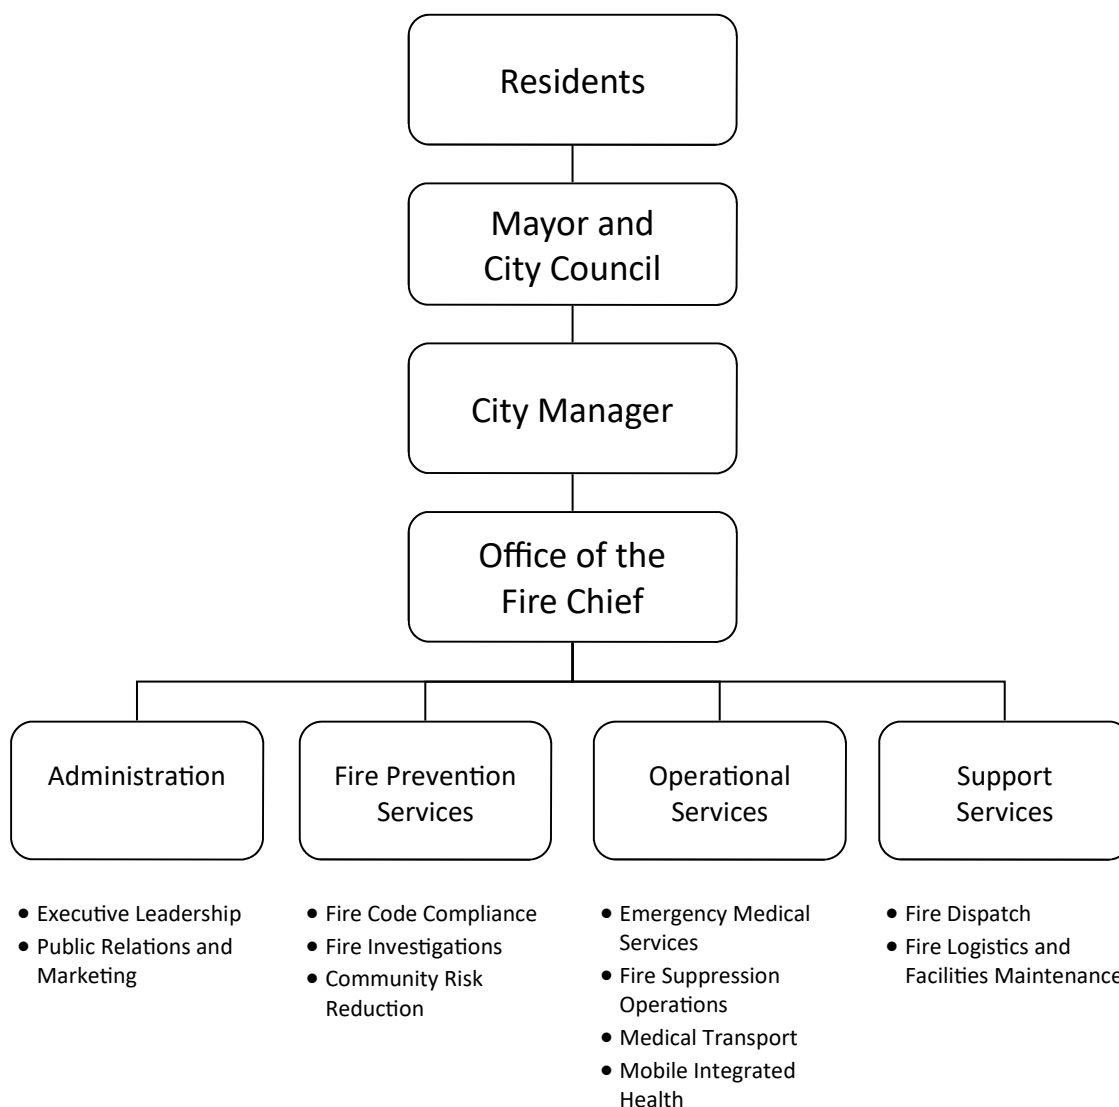 Residents
Mayor and
City Council
City Manager
Office of the
Fire Chief
Administration
Fire Prevention
Services
Operational
Services
Support
Services
• Executive Leadership
• Public Relations and
Marketing
• Fire Code Compliance
• Fire Investigations
• Community Risk
Reduction
• Emergency Medical
Services
• Fire Suppression
Operations
• Medical Transport
• Mobile Integrated
Health
• Fire Dispatch
• Fire Logistics and
Facilities Maintenance